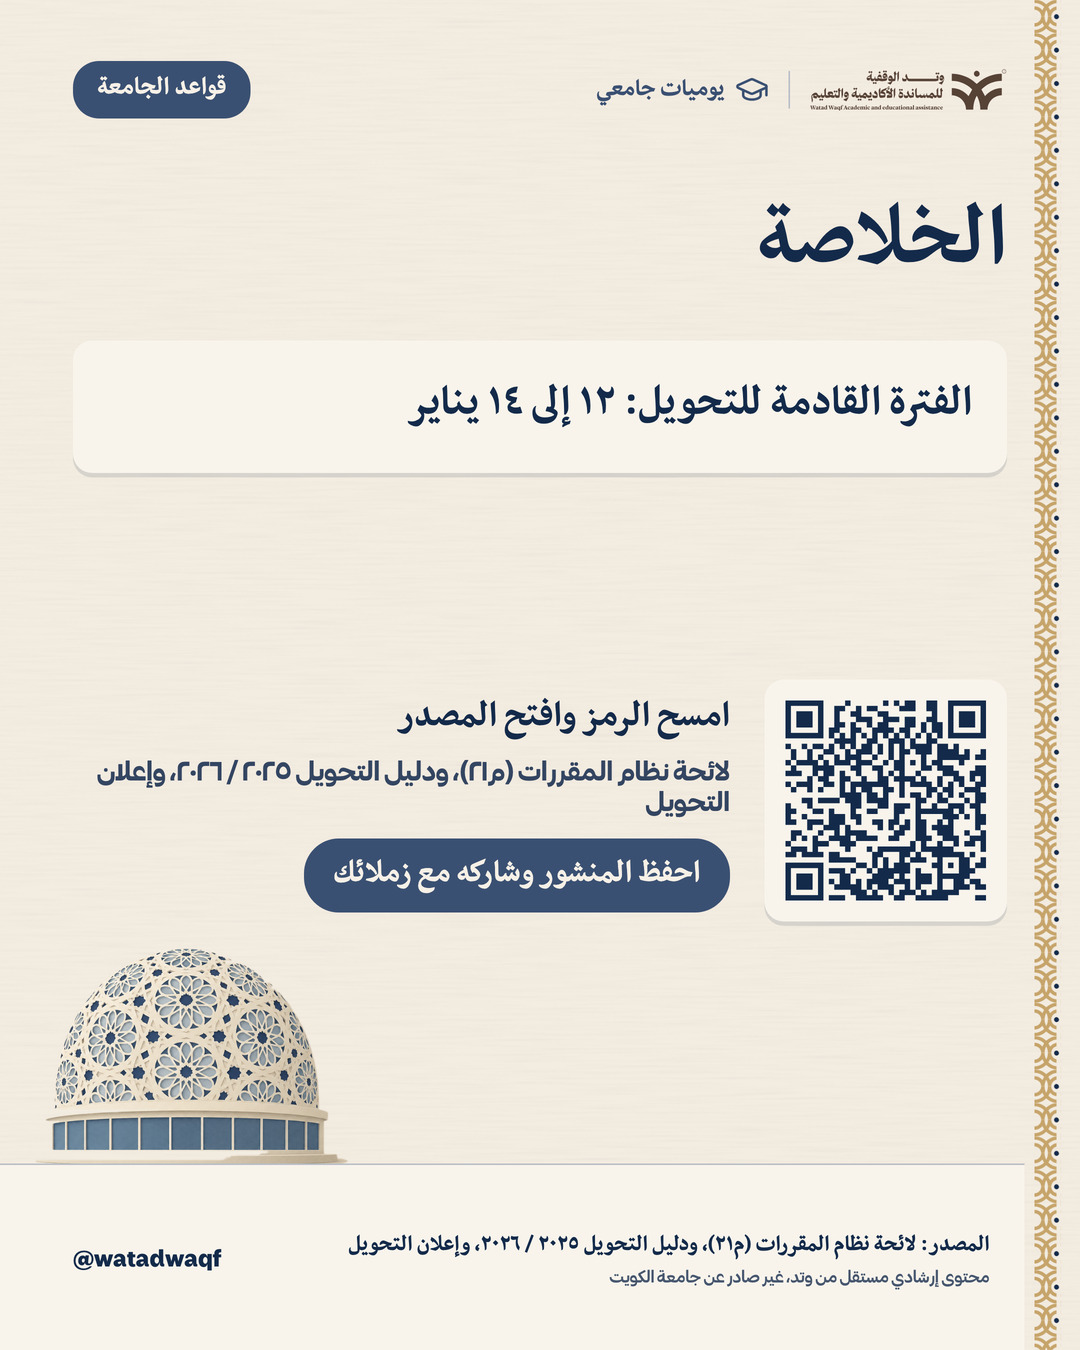 وتــــد الوقفية
للمساندة الأكاديمية والتعليم
Watad Waqf Academic and educational assistance
يوميات جامعي
قواعد الجامعة
الخلاصة
الفترة القادمة للتحويل: ١٢ إلى ١٤ يناير
امسح الرمز وافتح المصدر
لائحة نظام المقررات (م٢١)، ودليل التحويل ٢٠٢٥ / ٢٠٢٦، وإعلان
التحويل
احفظ المنشور وشاركه مع زملائك
المصدر: لائحة نظام المقررات (م٢١)، ودليل التحويل ٢٠٢٥ / ٢٠٢٦، وإعلان التحويل
محتوى إرشادي مستقل من وتد، غير صادر عن جامعة الكويت
@watadwaqf